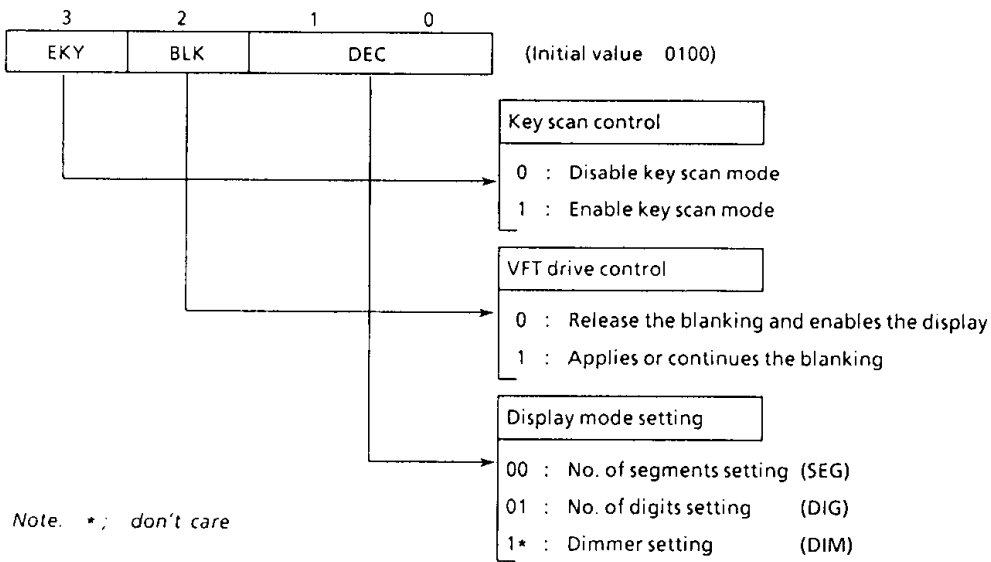 3 2 1 0
EKY BLK DEC (Initial value 0100)
Key scan control
0 : Disable key scan mode
1 : Enable key scan mode
VFT drive control
0 : Release the blanking and enables the display
1 : Applies or continues the blanking
Display mode setting
00 : No. of segments setting (SEG)
01 : No. of digits setting (DIG)
1* : Dimmer setting (DIM)
Note. * ; don't care